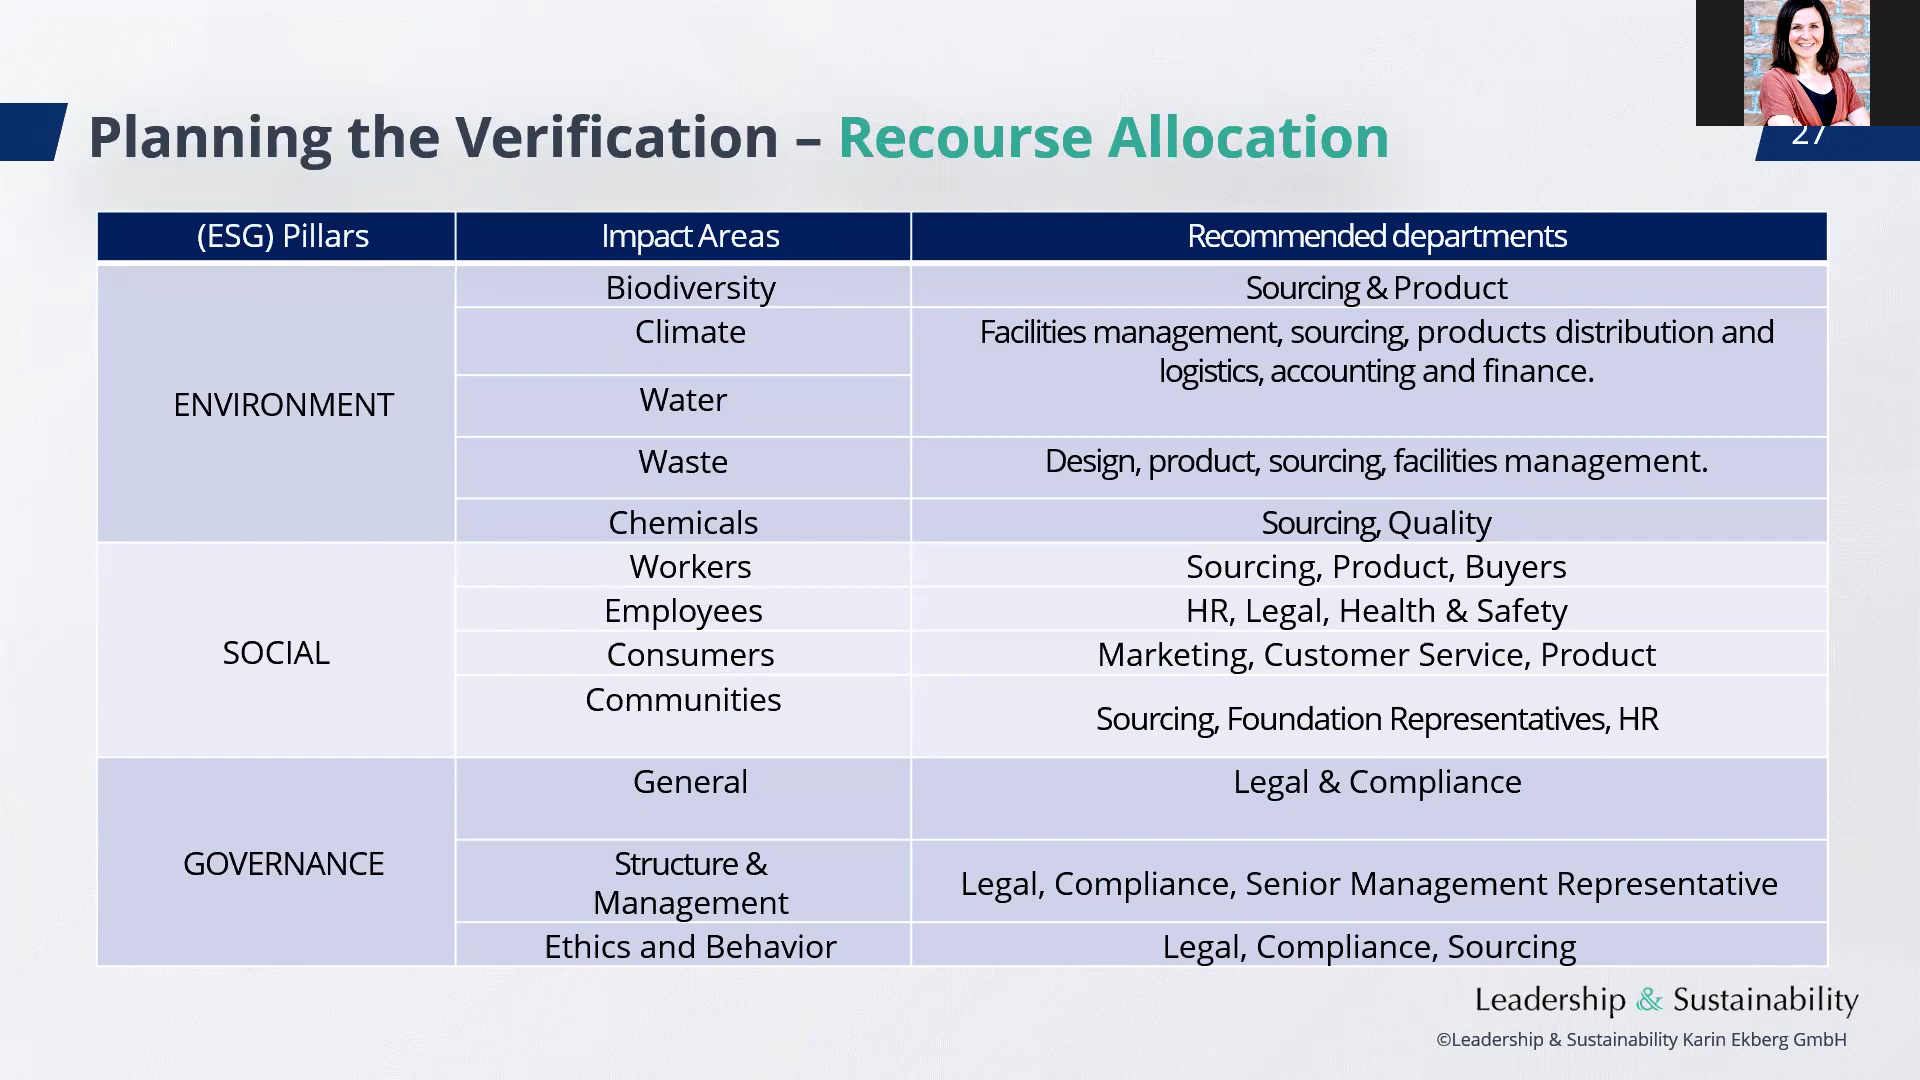 Planning the Verification – Recourse Allocation
27
(ESG) Pillars
Impact Areas
Recommended departments
ENVIRONMENT
Biodiversity
Sourcing & Product
Climate
Facilities management, sourcing, products distribution and
logistics, accounting and finance.
Water
Waste
Design, product, sourcing, facilities management.
Chemicals
Sourcing, Quality
SOCIAL
Workers
Sourcing, Product, Buyers
Employees
HR, Legal, Health & Safety
Consumers
Marketing, Customer Service, Product
Communities
Sourcing, Foundation Representatives, HR
GOVERNANCE
General
Legal & Compliance
Structure &
Management
Legal, Compliance, Senior Management Representative
Ethics and Behavior
Legal, Compliance, Sourcing
Leadership & Sustainability
©Leadership & Sustainability Karin Ekberg GmbH